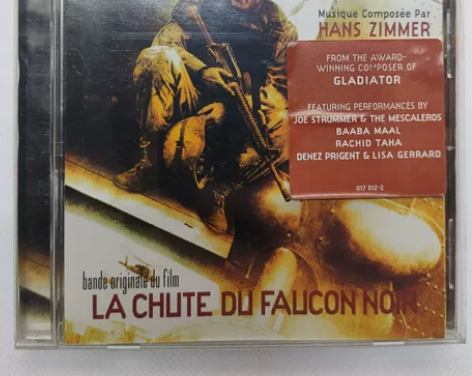 Musique Composée Par
HANS ZIMMER
FROM THE AWARD-
WINNING COMPOSER OF
GLADIATOR
FEATURING PERFORMANCES BY
JOE STRUMMER & THE MESCALEROS
BAABA MAAL
RACHID TAHA
DENEZ PRIGENT & LISA GERRARD
017 012-2
bande originale du film
LA CHUTE DU FAUCON NOIR